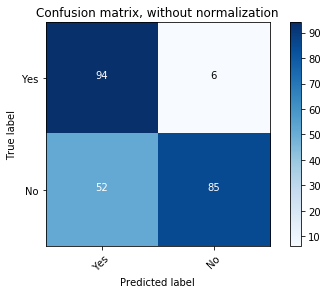 Confusion matrix, without normalization
True label
Yes
No
94
6
52
85
Yes
No
Predicted label
90
80
70
60
50
40
30
20
10